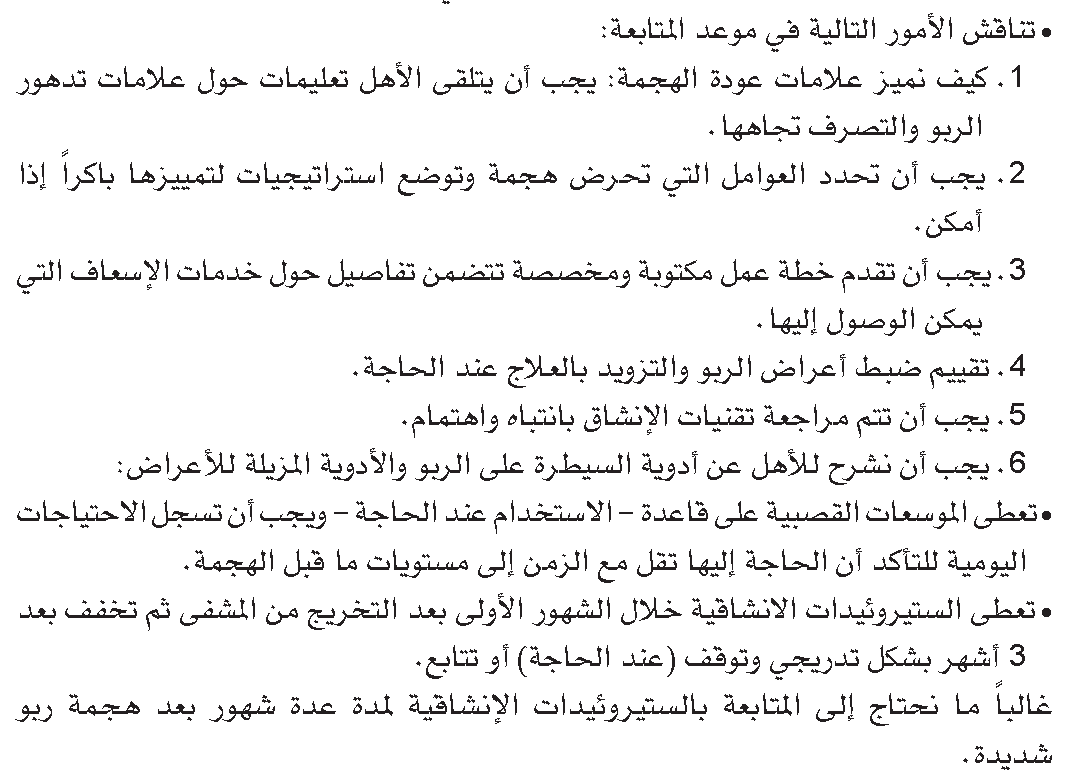 • تناقش الأمور التالية في موعد المتابعة:
1. كيف نميز علامات عودة الهجمة: يجب أن يتلقى الأهل تعليمات حول علامات تدهور
الربو والتصرف تجاهها.
2. يجب أن تحدد العوامل التي تحرض هجمة وتوضع استراتيجيات لتمييزها باكراً إذا
أمكن.
3. يجب أن تقدم خطة عمل مكتوبة ومخصصة تتضمن تفاصيل حول خدمات الإسعاف التي
يمكن الوصول إليها.
4. تقييم ضبط أعراض الربو والتزويد بالعلاج عند الحاجة.
5. يجب أن تتم مراجعة تقنيات الإنشاق بانتباه واهتمام.
6. يجب أن نشرح للأهل عن أدوية السيطرة على الربو والأدوية المزيلة للأعراض:
• تعطى الموسعات القصبية على قاعدة – الاستخدام عند الحاجة – ويجب أن تسجل الاحتياجات
اليومية للتأكد أن الحاجة إليها تقل مع الزمن إلى مستويات ما قبل الهجمة.
• تعطى الستيروئيدات الانشاقية خلال الشهور الأولى بعد التخريج من المشفى ثم تخفف بعد
3 أشهر بشكل تدريجي وتوقف (عند الحاجة) أو تتابع.
غالباً ما نحتاج إلى المتابعة بالستيروئيدات الإنشاقية لمدة عدة شهور بعد هجمة ربو
شديدة.